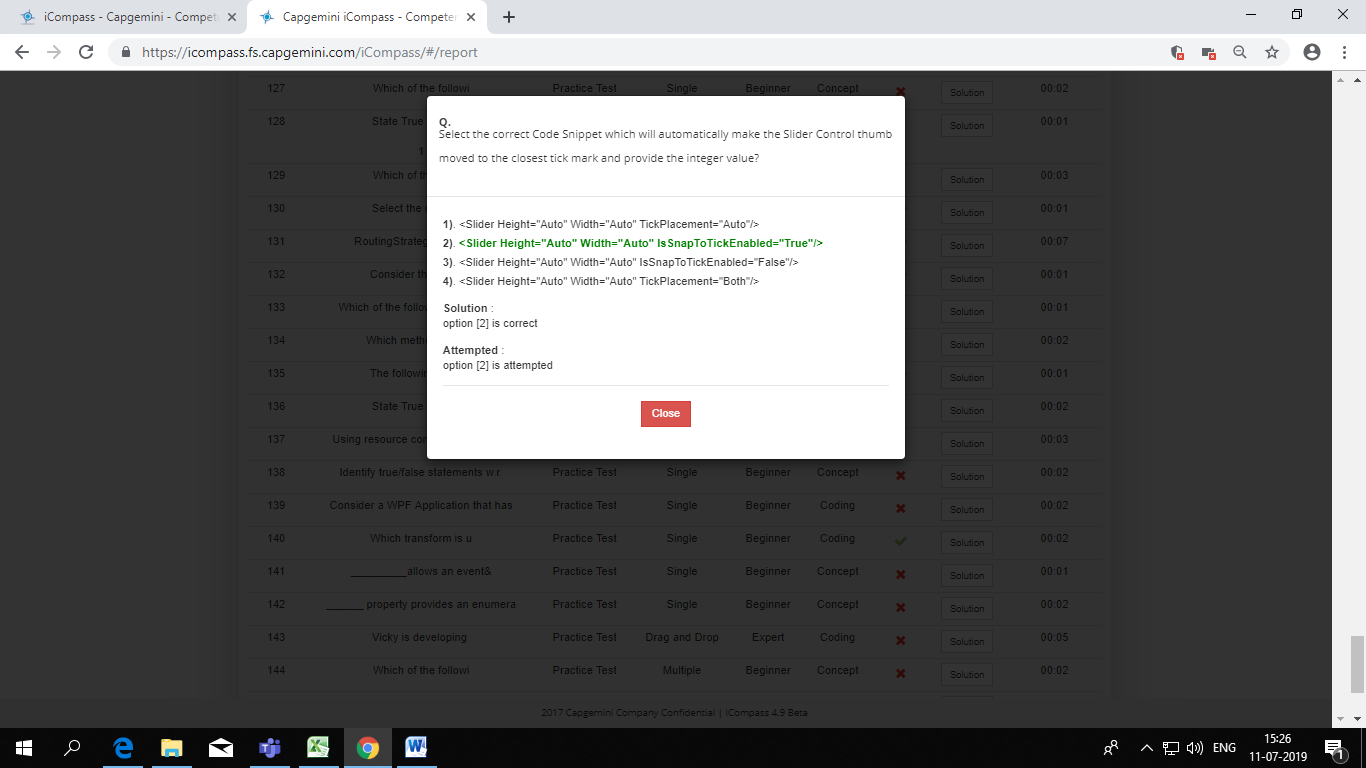 iCompass - Capgemini - Compet
Capgemini iCompass - Competen
https://icompass.fs.capgemini.com/iCompass/#/report
127 Which of the followi Practice Test Single Beginner Concept Solution 00:02
128 State True Solution 00:01
129 Which of th Solution 00:03
130 Select the Solution 00:01
131 RoutingStrateg Solution 00:07
132 Consider th Solution 00:01
133 Which of the follo Solution 00:01
134 Which meth Solution 00:02
135 The followin Solution 00:01
136 State True Solution 00:02
137 Using resource con Solution 00:03
Q.
Select the correct Code Snippet which will automatically make the Slider Control thumb
moved to the closest tick mark and provide the integer value?
1). <Slider Height="Auto" Width="Auto" TickPlacement="Auto"/>
2). <Slider Height="Auto" Width="Auto" IsSnapToTickEnabled="True"/>
3). <Slider Height="Auto" Width="Auto" IsSnapToTickEnabled="False"/>
4). <Slider Height="Auto" Width="Auto" TickPlacement="Both"/>
Solution :
option [2] is correct
Attempted :
option [2] is attempted
Close
138 Identify true/false statements w.r. Practice Test Single Beginner Concept Solution 00:02
139 Consider a WPF Application that has Practice Test Single Beginner Coding Solution 00:02
140 Which transform is u Practice Test Single Beginner Coding Solution 00:02
141 __________allows an event& Practice Test Single Beginner Concept Solution 00:01
142 _______ property provides an enumera Practice Test Single Beginner Concept Solution 00:02
143 Vicky is developing Practice Test Drag and Drop Expert Coding Solution 00:05
144 Which of the followi Practice Test Multiple Beginner Concept Solution 00:02
2017 Capgemini Company Confidential | iCompass 4.9 Beta
ENG
15:26
11-07-2019
1